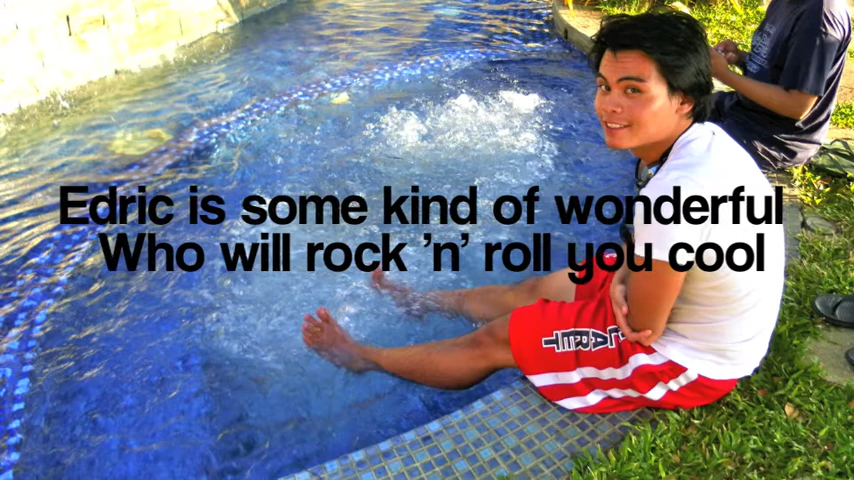 Edric is some kind of wonderful
Who will rock ’n’ roll you cool